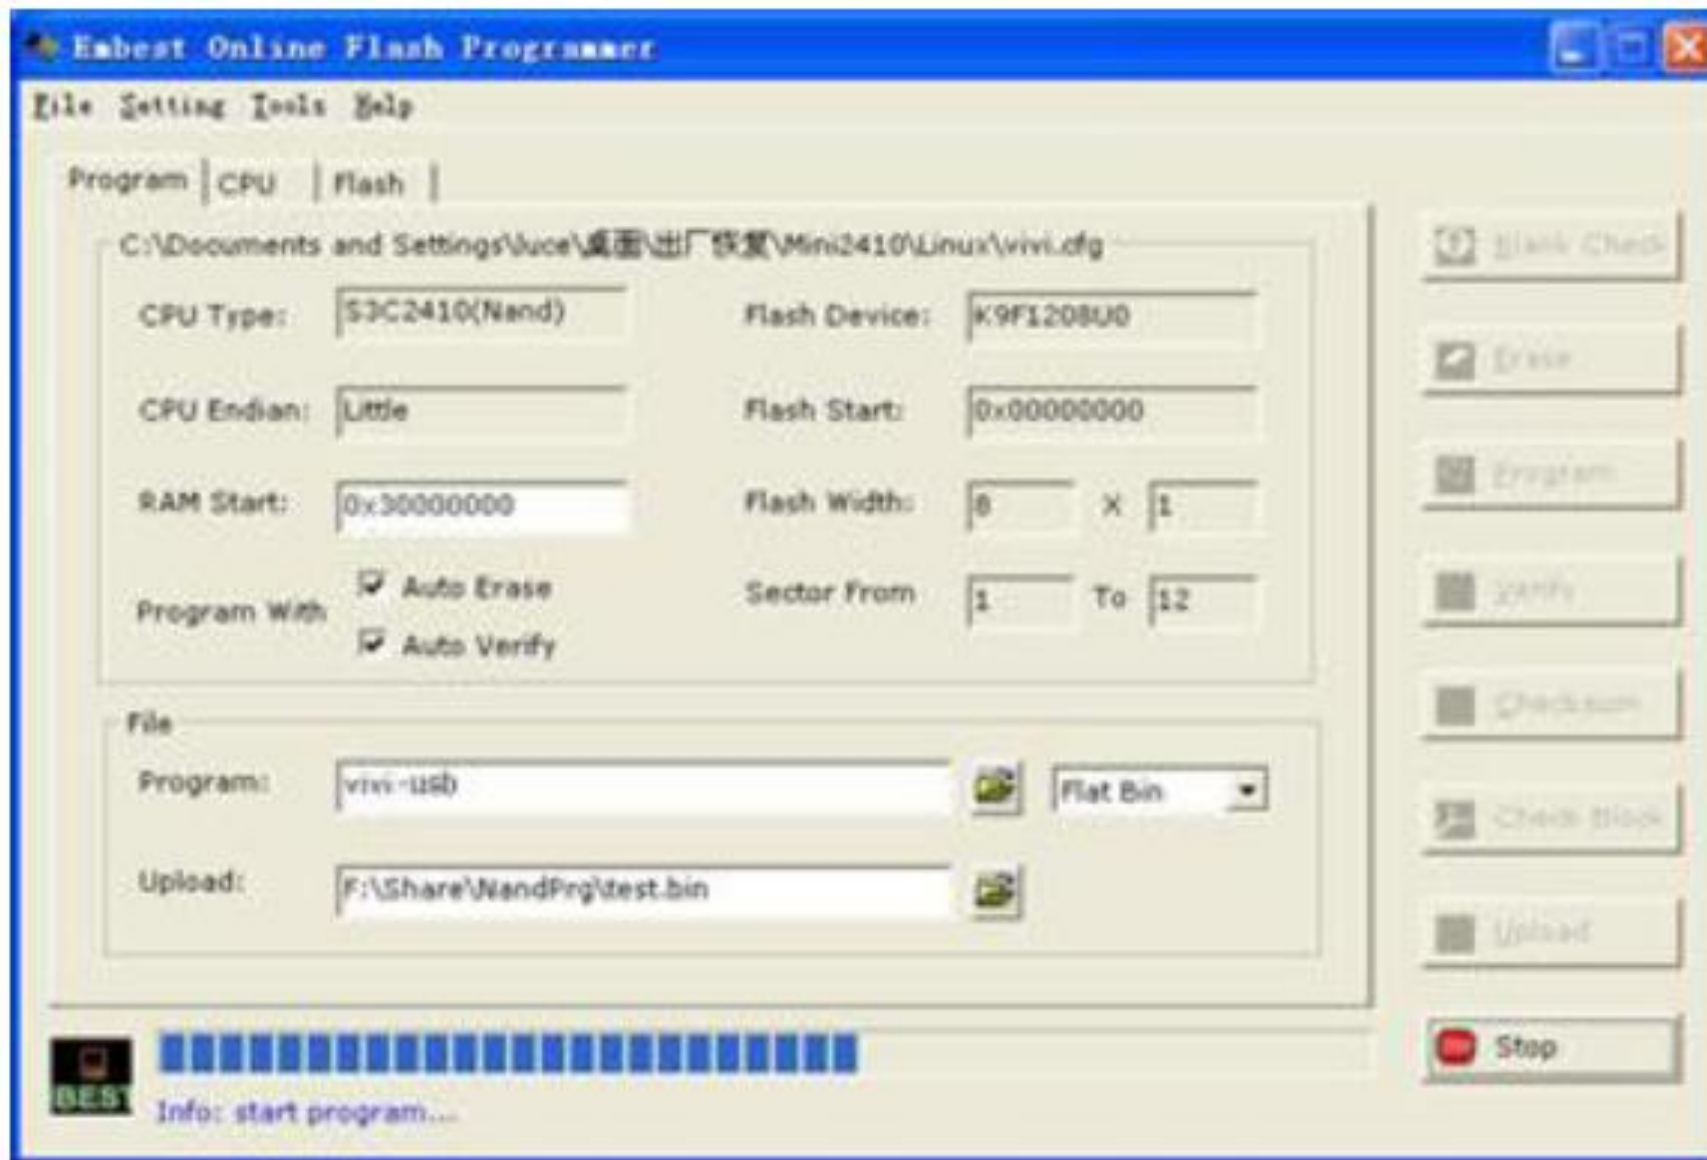 Embest Online Flash Programmer
File Setting Tools Help
Program CPU Flash
C:\Documents and Settings\luce\桌面\出厂恢复\Mini2410\Linux\vivi.cfg
CPU Type: S3C2410(Nand) Flash Device: K9F1208U0
CPU Endian: Little Flash Start: 0x00000000
RAM Start: 0x30000000 Flash Width: 8 X 1
Program With Auto Erase Sector From 1 To 12
Auto Verify
File
Program: vivi-usb Flat Bin
Upload: F:\Share\NandPrg\test.bin
Blank Check
Erase
Program
Verify
Checksum
Check Block
Upload
Stop
BEST
Info: start program...